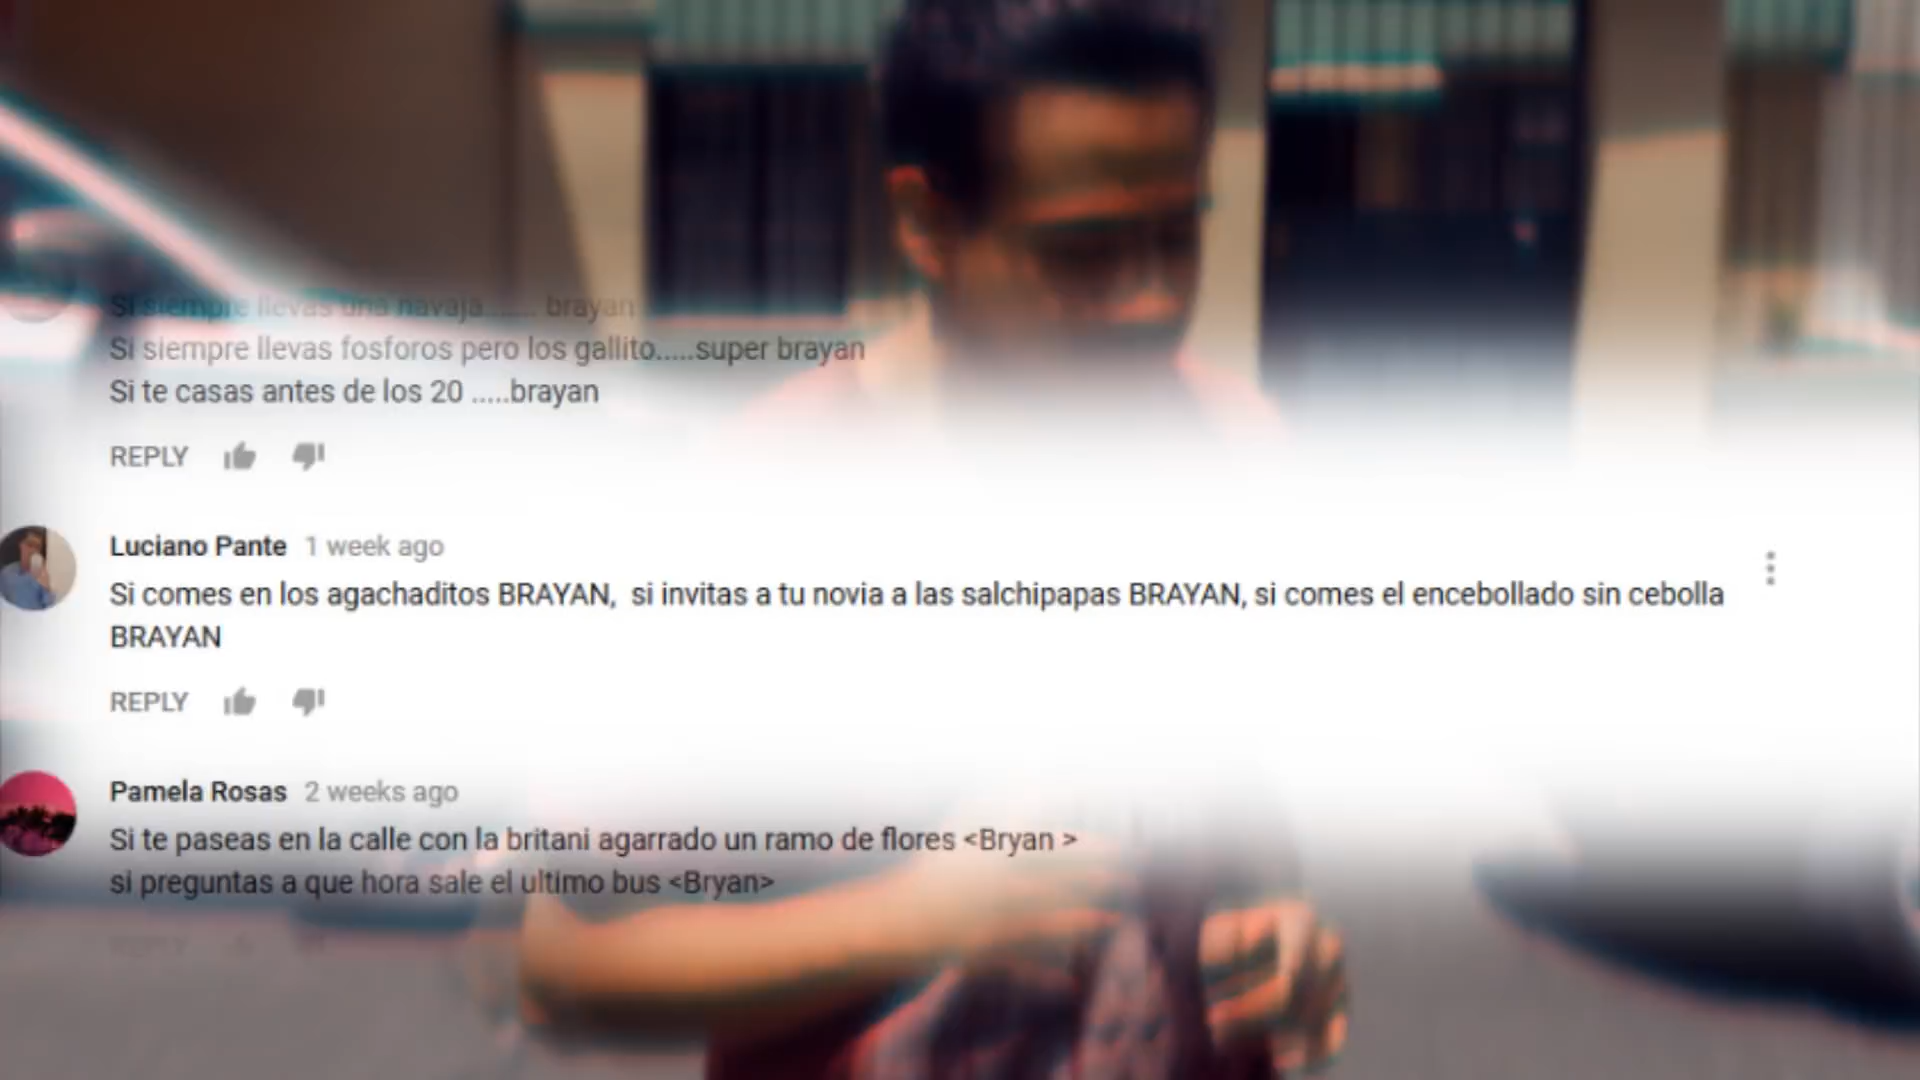 Si siempre llevas una navaja....... brayan
Si siempre llevas fosforos pero los gallito.....super brayan
Si te casas antes de los 20 .....brayan
REPLY
Luciano Pante 1 week ago
Si comes en los agachaditos BRAYAN, si invitas a tu novia a las salchipapas BRAYAN, si comes el encebollado sin cebolla
BRAYAN
REPLY
Pamela Rosas 2 weeks ago
Si te paseas en la calle con la britani agarrado un ramo de flores <Bryan >
si preguntas a que hora sale el ultimo bus <Bryan>
REPLY